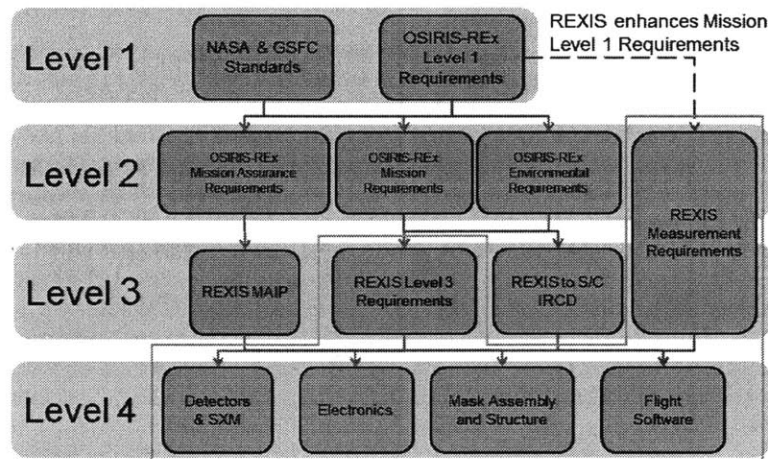 REXIS enhances Mission
Level 1 Requirements
Level 1
NASA & GSFC
Standards
OSIRIS-REx
Level 1
Requirements
Level 2
OSIRIS-REx
Mission Assurance
Requirements
OSIRIS-REx
Mission
Requirements
OSIRIS-REx
Environmental
Requirements
REXIS
Measurement
Requirements
Level 3
REXIS MAIP
REXIS Level 3
Requirements
REXIS to S/C
IRCD
Level 4
Detectors
& SXM
Electronics
Mask Assembly
and Structure
Flight
Software